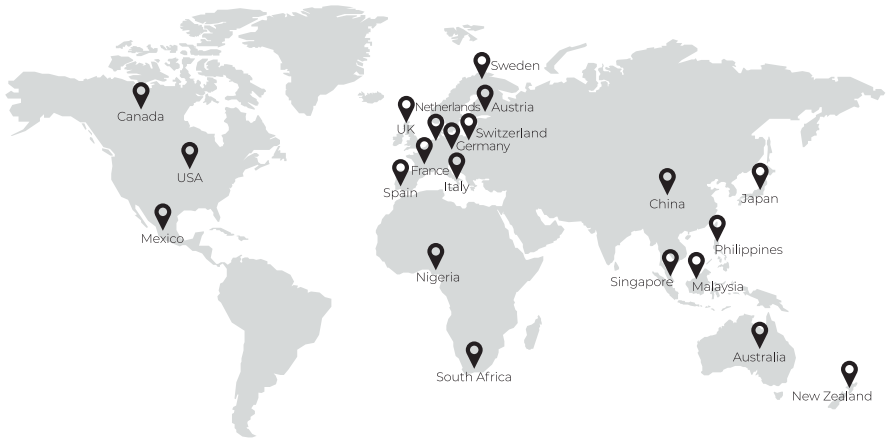 Sweden
Canada
Netherlands
Austria
UK
Switzerland
Germany
France
USA
Italy
Spain
China
Japan
Mexico
Philippines
Nigeria
Singapore
Malaysia
Australia
South Africa
New Zealand